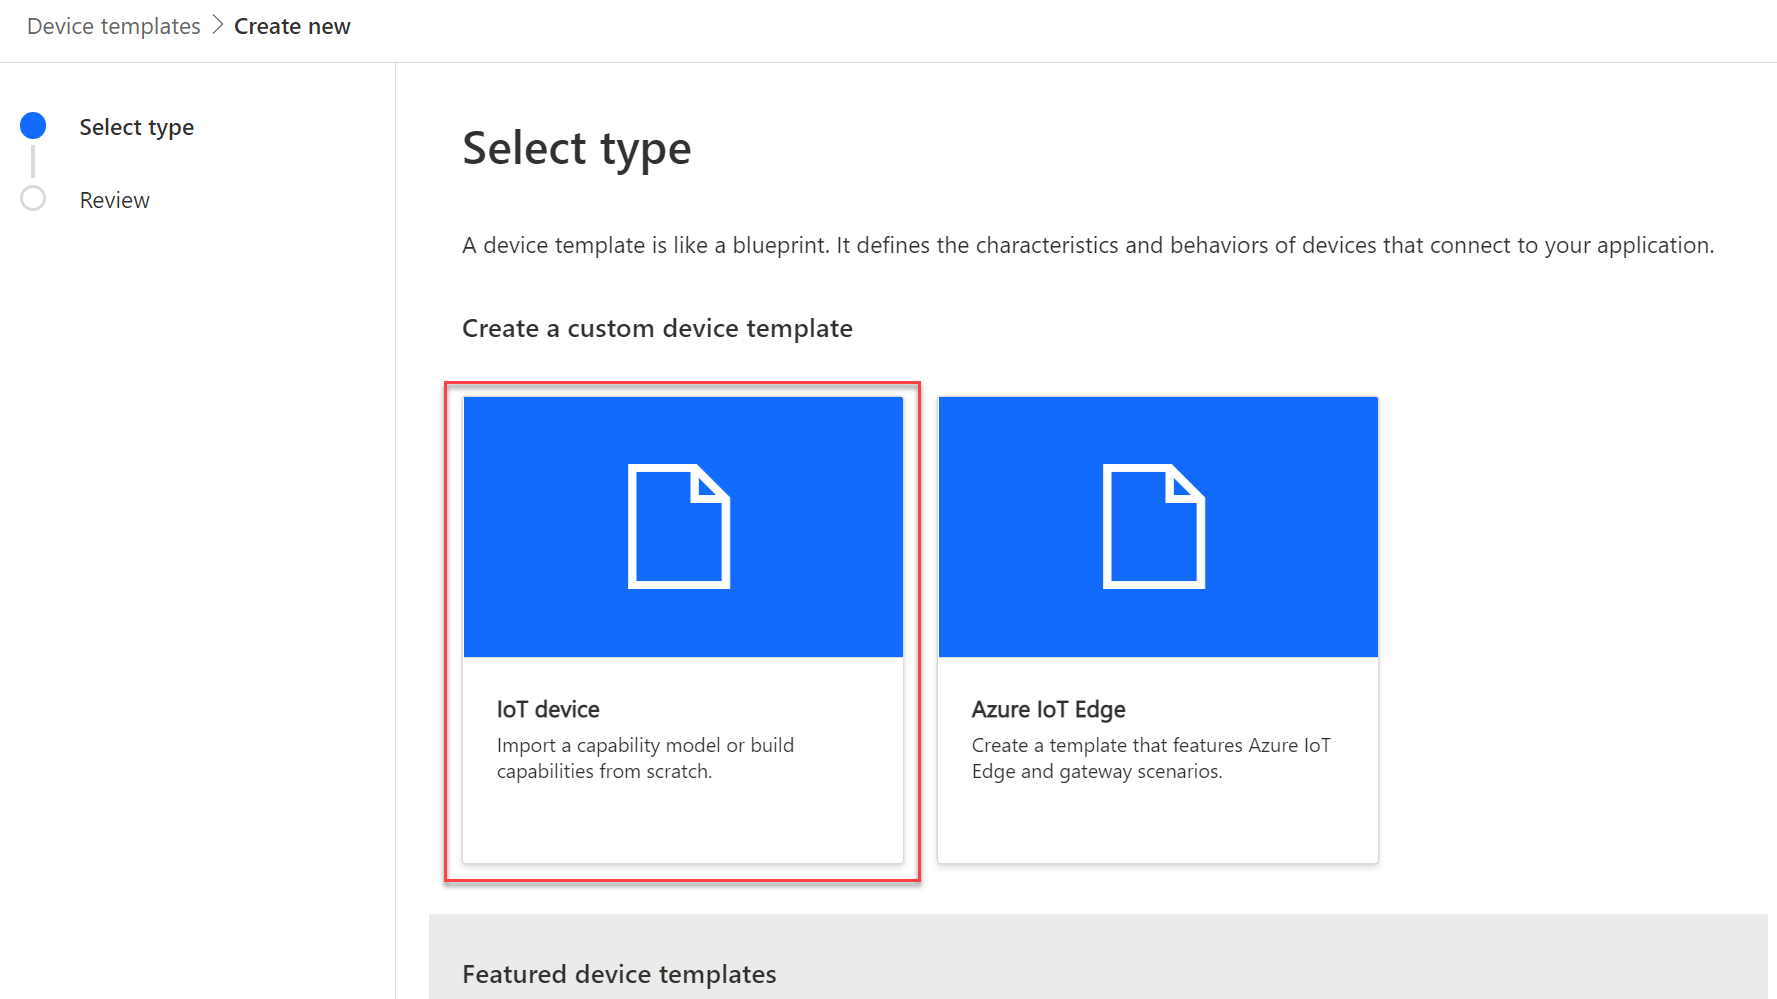 Device templates > Create new
Select type
Review
Select type
A device template is like a blueprint. It defines the characteristics and behaviors of devices that connect to your application.
Create a custom device template
IoT device
Import a capability model or build
capabilities from scratch.
Azure IoT Edge
Create a template that features Azure IoT
Edge and gateway scenarios.
Featured device templates